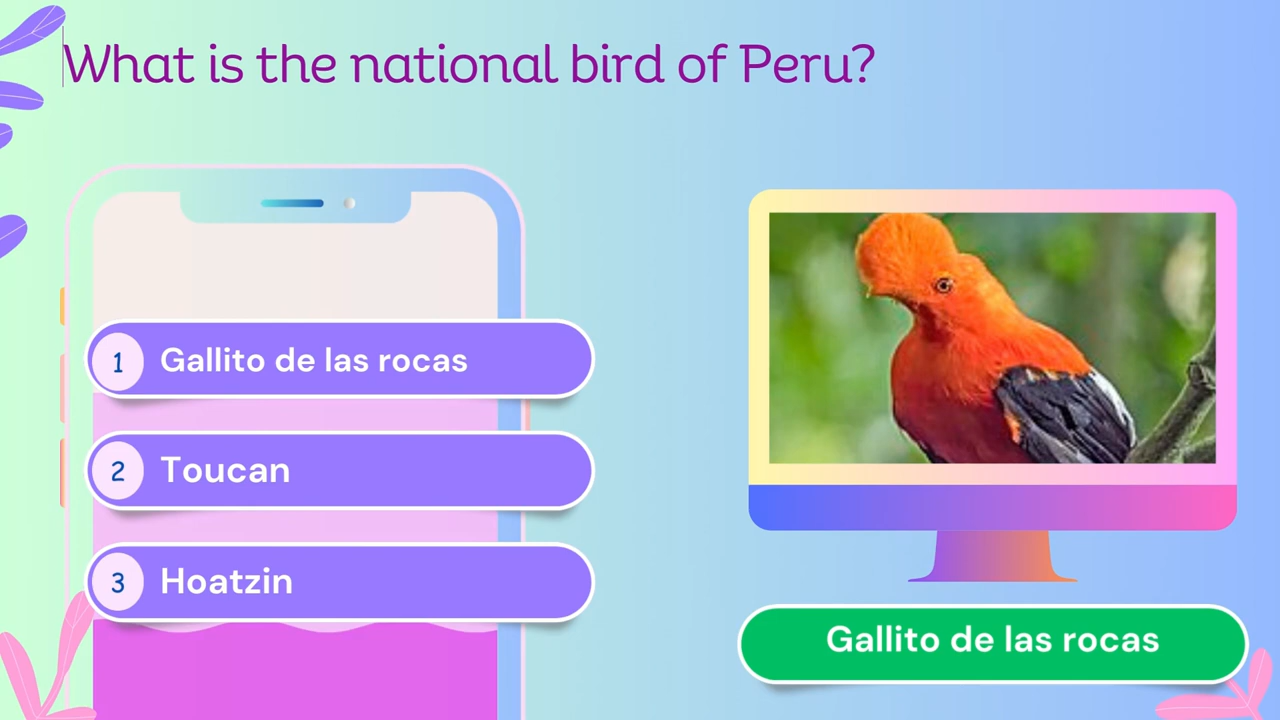 What is the national bird of Peru?
1 Gallito de las rocas
2 Toucan
3 Hoatzin
Gallito de las rocas